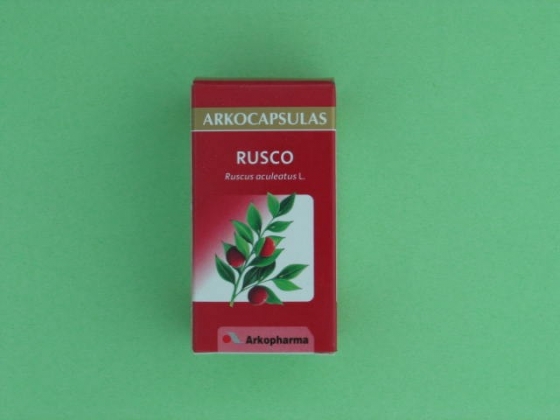 ARKOCAPSULAS
RUSCO
Ruscus aculeatus L.
Arkopharma